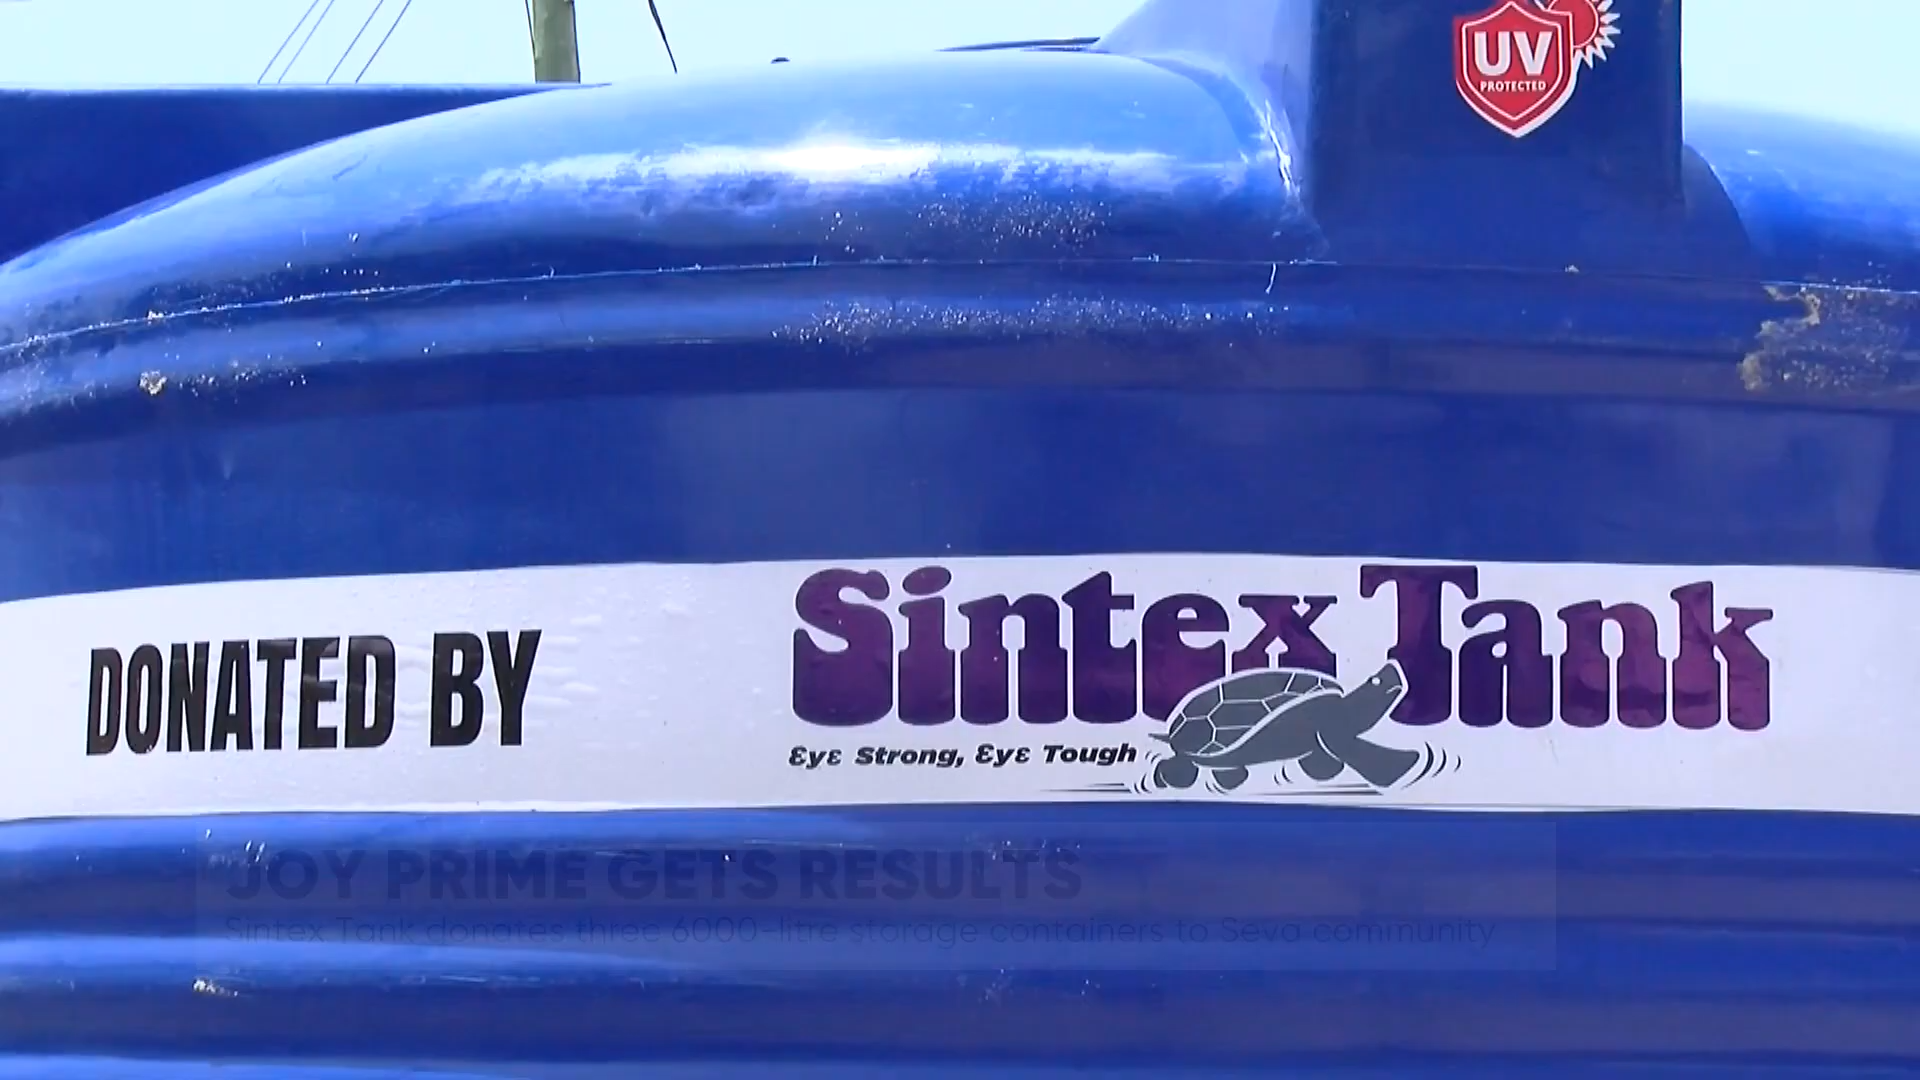 UV
PROTECTED
DONATED BY
Sintex Tank
Ɛyɛ Strong, Ɛyɛ Tough
JOY PRIME GETS RESULTS
Sintex Tank donates three 6000-litre storage containers to Seva community